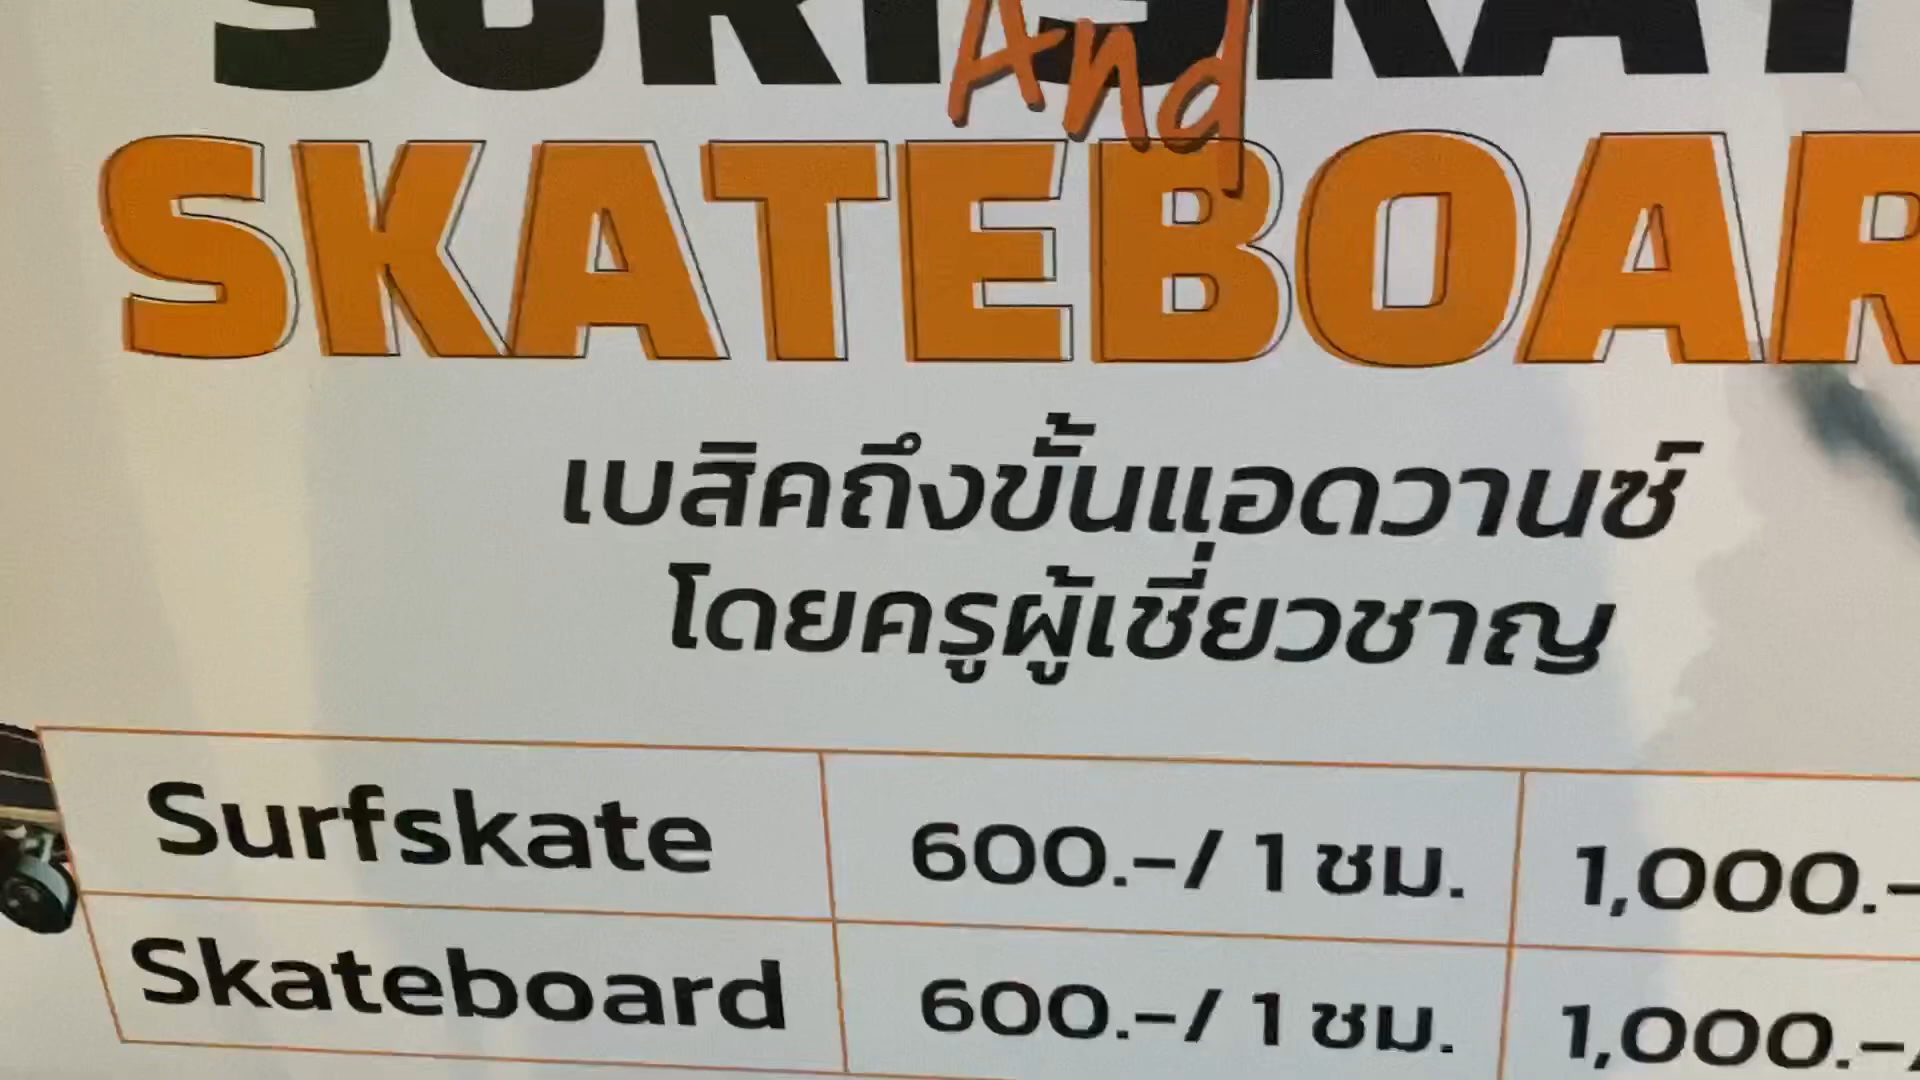 And
SKATEBOAR
เบสิคถึงขั้นแอดวานซ์
โดยครูผู้เชี่ยวชาญ
Surfskate 600.-/ 1 ชม. 1,000.-
Skateboard 600.-/ 1 ชม. 1,000.-/